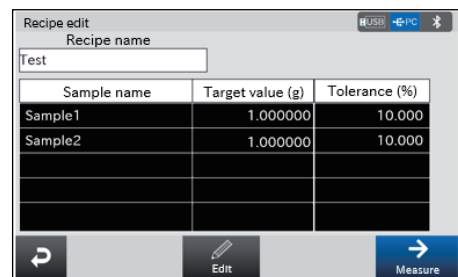 Recipe edit USB PC
Recipe name
Test
Sample name Target value (g) Tolerance (%)
Sample1 1.000000 10.000
Sample2 1.000000 10.000
Edit Measure